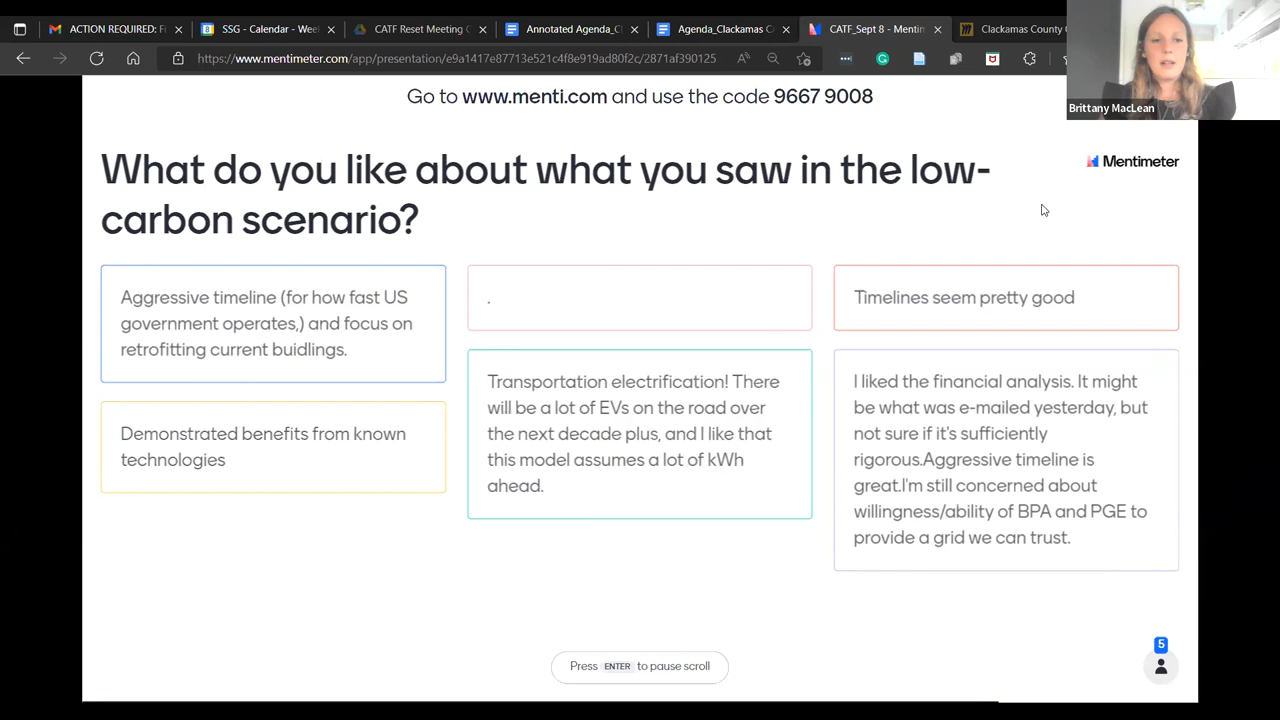 ACTION REQUIRED: Fi
SSG - Calendar - Wee
CATF Reset Meeting
Annotated Agenda_C
Agenda_Clackamas C
CATF_Sept 8 - Mentim
Clackamas County
https://www.mentimeter.com/app/presentation/e9a1417e87713e521c4f8e919ad80f2c/2871af390125
Brittany MacLean
Go to www.menti.com and use the code 9667 9008
What do you like about what you saw in the low-
carbon scenario?
Mentimeter
Aggressive timeline (for how fast US
government operates,) and focus on
retrofitting current buidlings.
Demonstrated benefits from known
technologies
.
Transportation electrification! There
will be a lot of EVs on the road over
the next decade plus, and I like that
this model assumes a lot of kWh
ahead.
Timelines seem pretty good
I liked the financial analysis. It might
be what was e-mailed yesterday, but
not sure if it's sufficiently
rigorous.Aggressive timeline is
great.I'm still concerned about
willingness/ability of BPA and PGE to
provide a grid we can trust.
Press ENTER to pause scroll
5